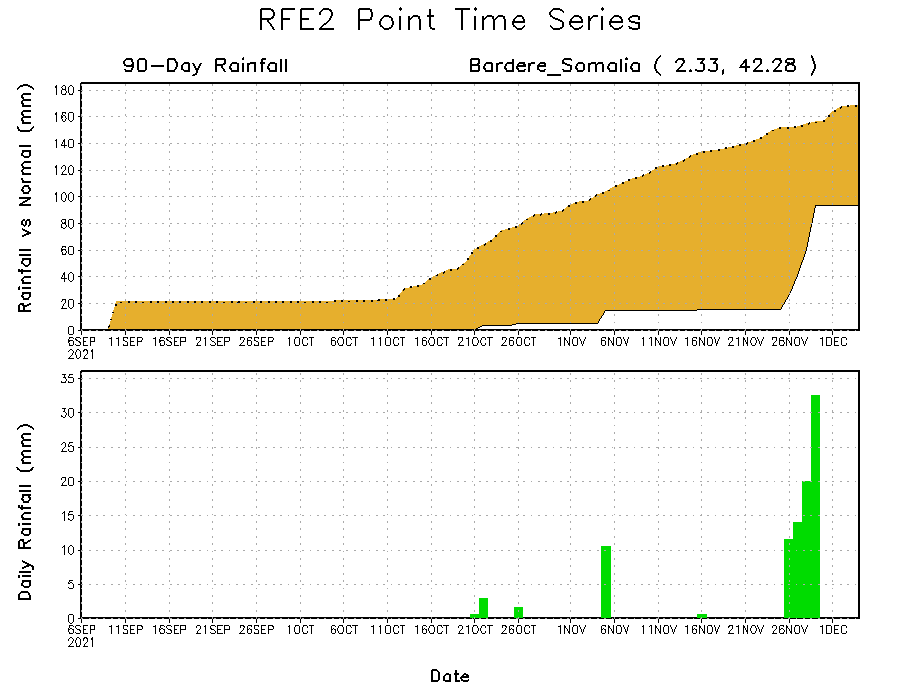 RFE2 Point Time Series
90-Day Rainfall
Bardere_Somalia ( 2.33, 42.28 )
Rainfall vs Normal (mm)
180
160
140
120
100
80
60
40
20
0
6SEP 11SEP 16SEP 21SEP 26SEP 1OCT 6OCT 11OCT 16OCT 21OCT 26OCT 1NOV 6NOV 11NOV 16NOV 21NOV 26NOV 1DEC
2021
Daily Rainfall (mm)
35
30
25
20
15
10
5
0
6SEP 11SEP 16SEP 21SEP 26SEP 1OCT 6OCT 11OCT 16OCT 21OCT 26OCT 1NOV 6NOV 11NOV 16NOV 21NOV 26NOV 1DEC
2021
Date